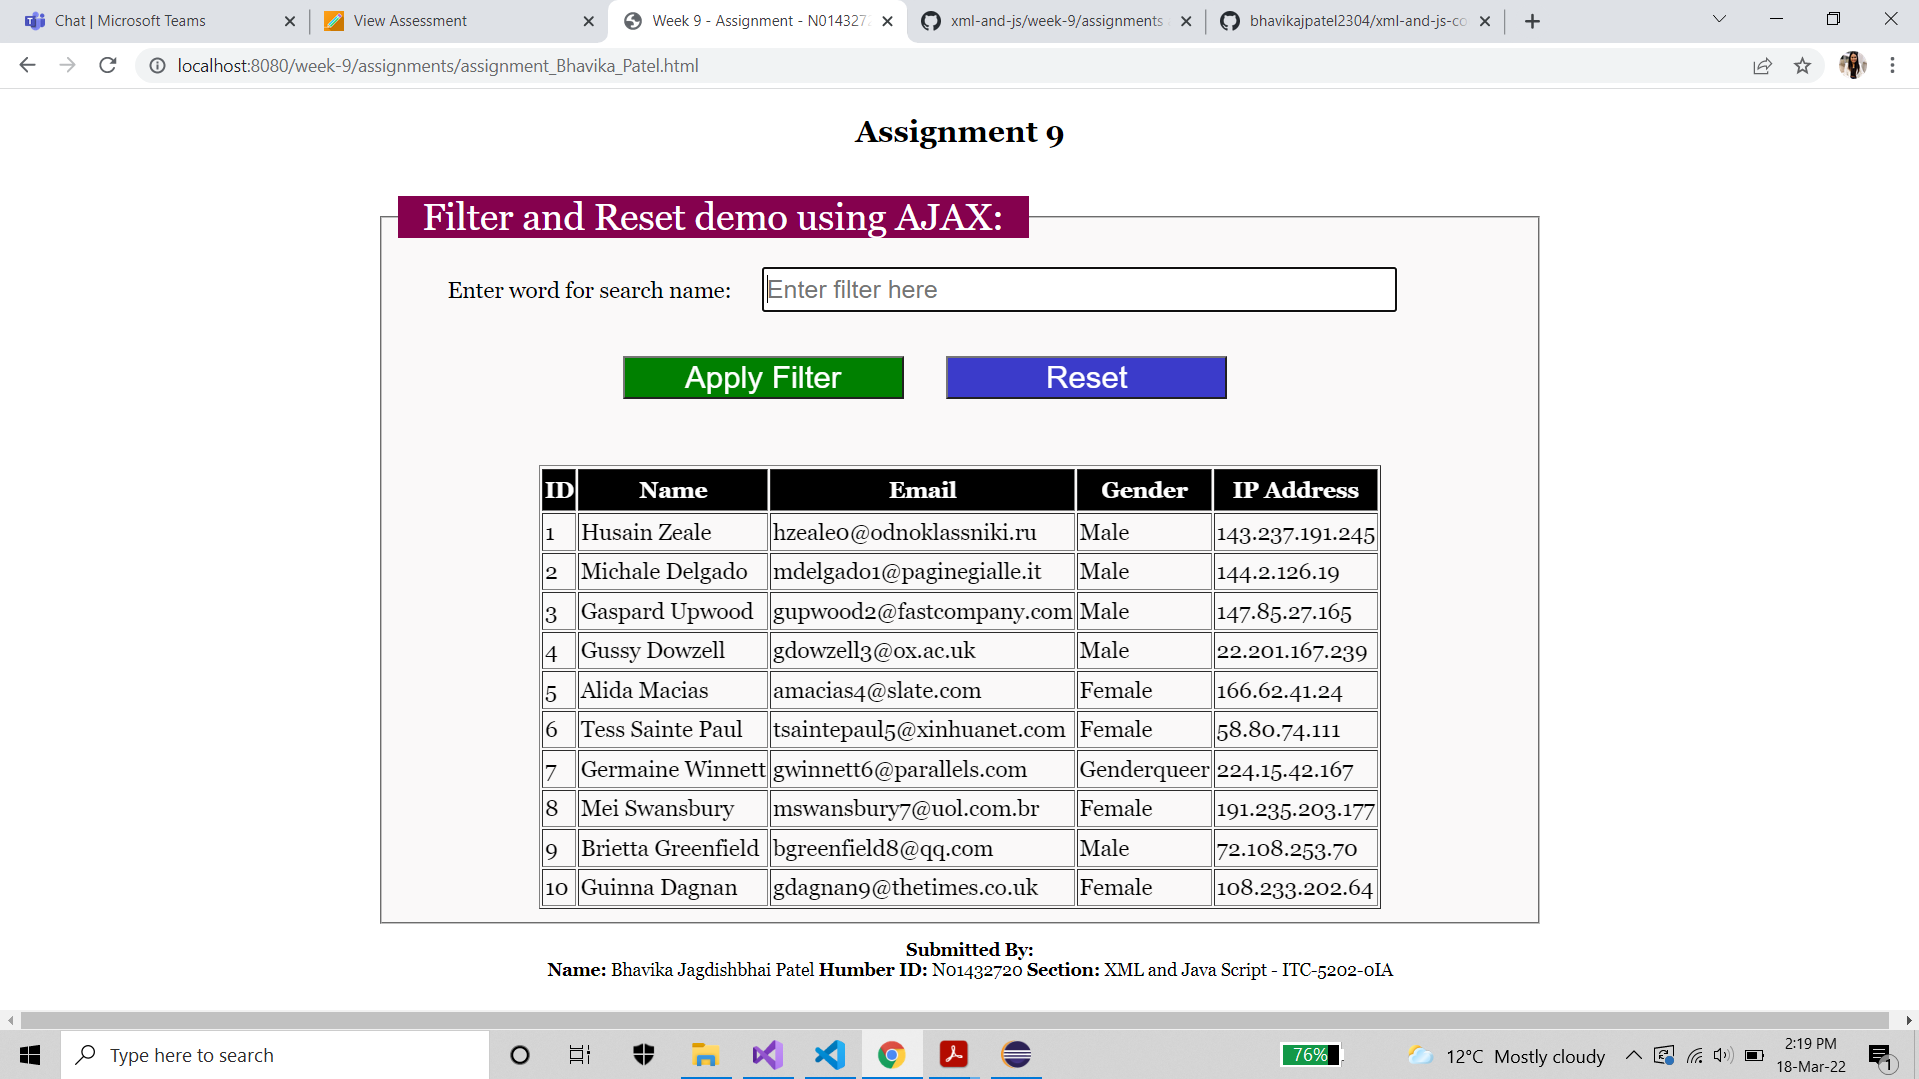 Chat | Microsoft Teams
View Assessment
Week 9 - Assignment - N0143272
xml-and-js/week-9/assignments
bhavikajpatel2304/xml-and-js-co
localhost:8080/week-9/assignments/assignment_Bhavika_Patel.html
Assignment 9
Filter and Reset demo using AJAX:
Enter word for search name: Enter filter here
Apply Filter Reset
ID Name Email Gender IP Address
1 Husain Zeale hzeale0@odnoklassniki.ru Male 143.237.191.245
2 Michale Delgado mdelgado1@paginegialle.it Male 144.2.126.19
3 Gaspard Upwood gupwood2@fastcompany.com Male 147.85.27.165
4 Gussy Dowzell gdowzell3@ox.ac.uk Male 22.201.167.239
5 Alida Macias amacias4@slate.com Female 166.62.41.24
6 Tess Sainte Paul tsaintepaul5@xinhuanet.com Female 58.80.74.111
7 Germaine Winnett gwinnett6@parallels.com Genderqueer 224.15.42.167
8 Mei Swansbury mswansbury7@uol.com.br Female 191.235.203.177
9 Brietta Greenfield bgreenfield8@qq.com Male 72.108.253.70
10 Guinna Dagnan gdagnan9@thetimes.co.uk Female 108.233.202.64
Submitted By:
Name: Bhavika Jagdishbhai Patel Humber ID: N01432720 Section: XML and Java Script - ITC-5202-0IA
Type here to search
76%
12°C Mostly cloudy
2:19 PM
18-Mar-22
1